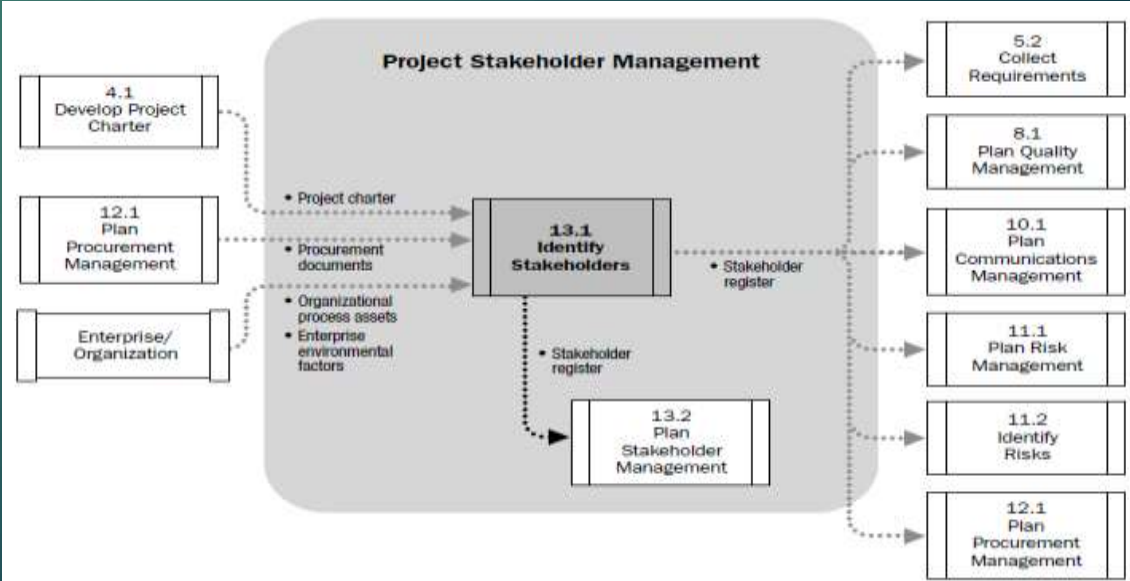 Project Stakeholder Management
4.1
Develop Project
Charter
12.1
Plan
Procurement
Management
Enterprise/
Organization
• Project charter
• Procurement
documents
• Organizational
process assets
• Enterprise
environmental
factors
13.1
Identify
Stakeholders
• Stakeholder
register
• Stakeholder
register
13.2
Plan
Stakeholder
Management
5.2
Collect
Requirements
8.1
Plan Quality
Management
10.1
Plan
Communications
Management
11.1
Plan Risk
Management
11.2
Identify
Risks
12.1
Plan
Procurement
Management